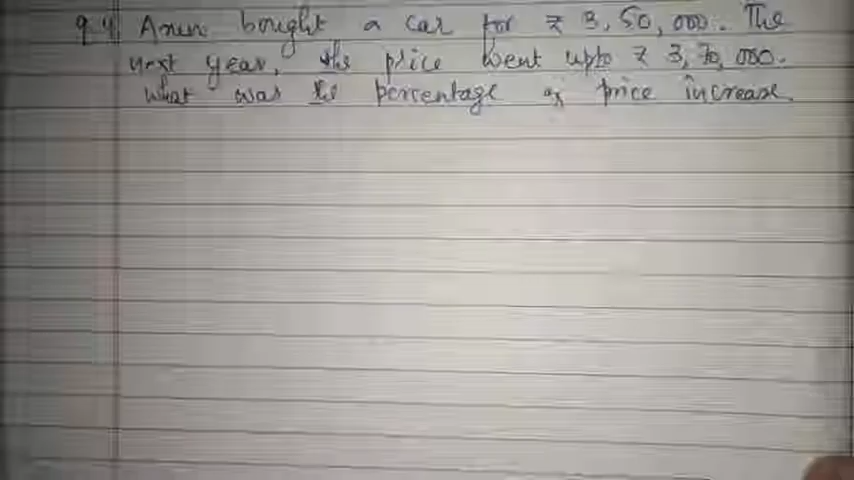 Q4 Arun bought a car for ₹ 3,50,000. The
next year, the price went upto ₹ 3,70,000.
What was the percentage of price increase.